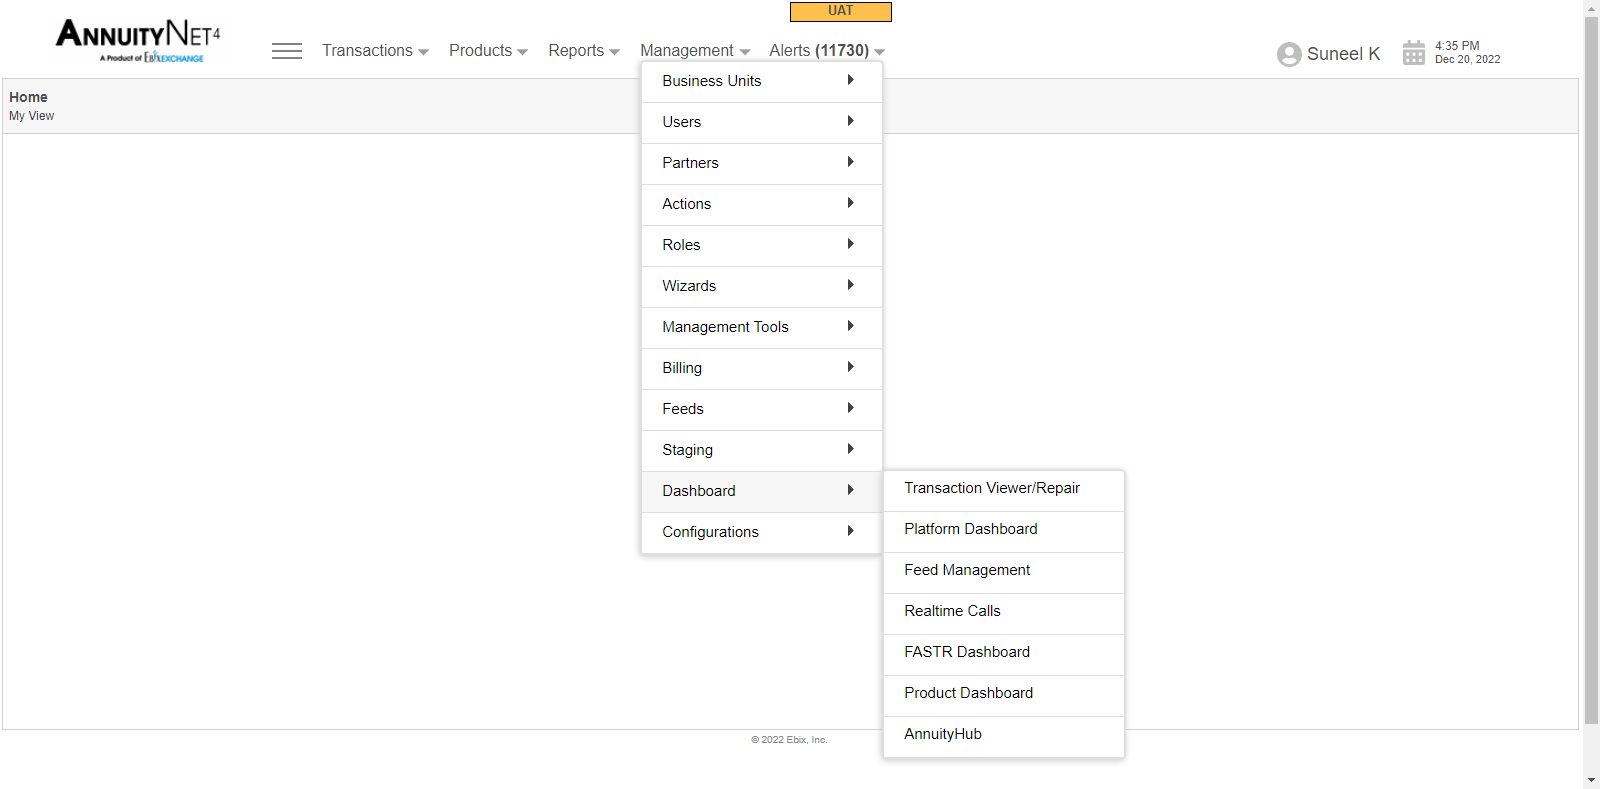 UAT
ANNUITYNET4
A Product of EbixEXCHANGE
Transactions Products Reports Management Alerts (11730)
Suneel K
4:35 PM
Dec 20, 2022
Home
My View
Business Units
Users
Partners
Actions
Roles
Wizards
Management Tools
Billing
Feeds
Staging
Dashboard
Configurations
Transaction Viewer/Repair
Platform Dashboard
Feed Management
Realtime Calls
FASTR Dashboard
Product Dashboard
AnnuityHub
© 2022 Ebix, Inc.